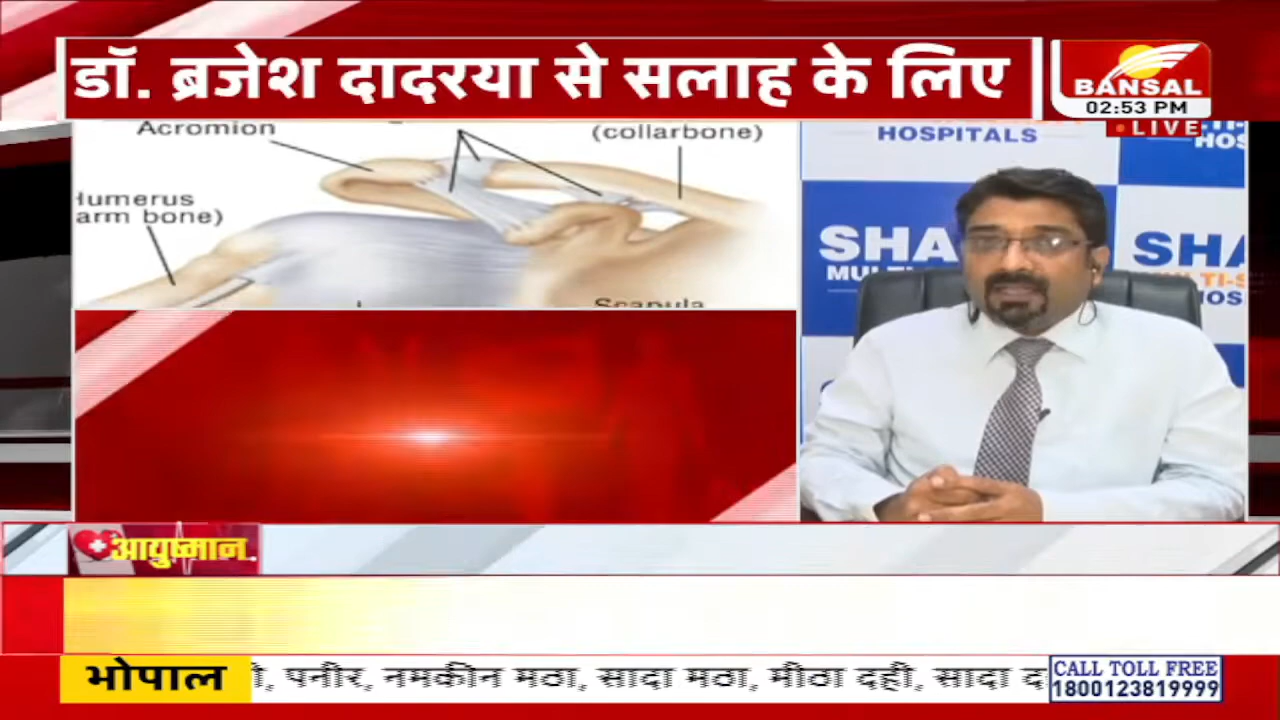 डॉ. ब्रजेश दादरया से सलाह के लिए
BANSAL
02:53 PM
LIVE
Acromion
(collarbone)
Humerus
arm bone)
Scapula
HOSPITALS
SHA
SHA
आयुष्मान
भोपाल
, पनीर, नमकीन मठा, सादा मठा, मीठा दही, सादा
CALL TOLL FREE
1800123819999